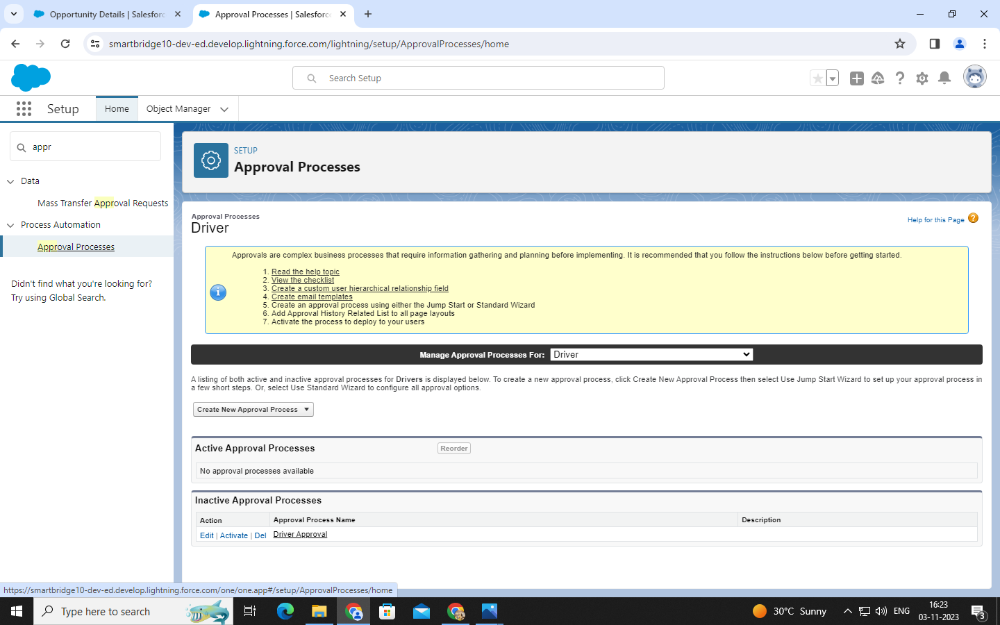 Opportunity Details | Salesforc
Approval Processes | Salesforc
smartbridge10-dev-ed.develop.lightning.force.com/lightning/setup/ApprovalProcesses/home
Search Setup
Setup
Home
Object Manager
appr
Data
Mass Transfer Approval Requests
Process Automation
Approval Processes
Didn't find what you're looking for?
Try using Global Search.
SETUP
Approval Processes
Approval Processes
Driver
Help for this Page
Approvals are complex business processes that require information gathering and planning before implementing. It is recommended that you follow the instructions below before getting started.
1. Read the help topic
2. View the checklist
3. Create a custom user hierarchical relationship field
4. Create email templates
5. Create an approval process using either the Jump Start or Standard Wizard
6. Add Approval History Related List to all page layouts
7. Activate the process to deploy to your users
Manage Approval Processes For: Driver
A listing of both active and inactive approval processes for Drivers is displayed below. To create a new approval process, click Create New Approval Process then select Use Jump Start Wizard to set up your approval process in
a few short steps. Or, select Use Standard Wizard to configure all approval options.
Create New Approval Process
Active Approval Processes
Reorder
No approval processes available
Inactive Approval Processes
Action Approval Process Name Description
Edit | Activate | Del Driver Approval
https://smartbridge10-dev-ed.develop.lightning.force.com/one/one.app#/setup/ApprovalProcesses/home
Type here to search
30°C Sunny
ENG
16:23
03-11-2023
3